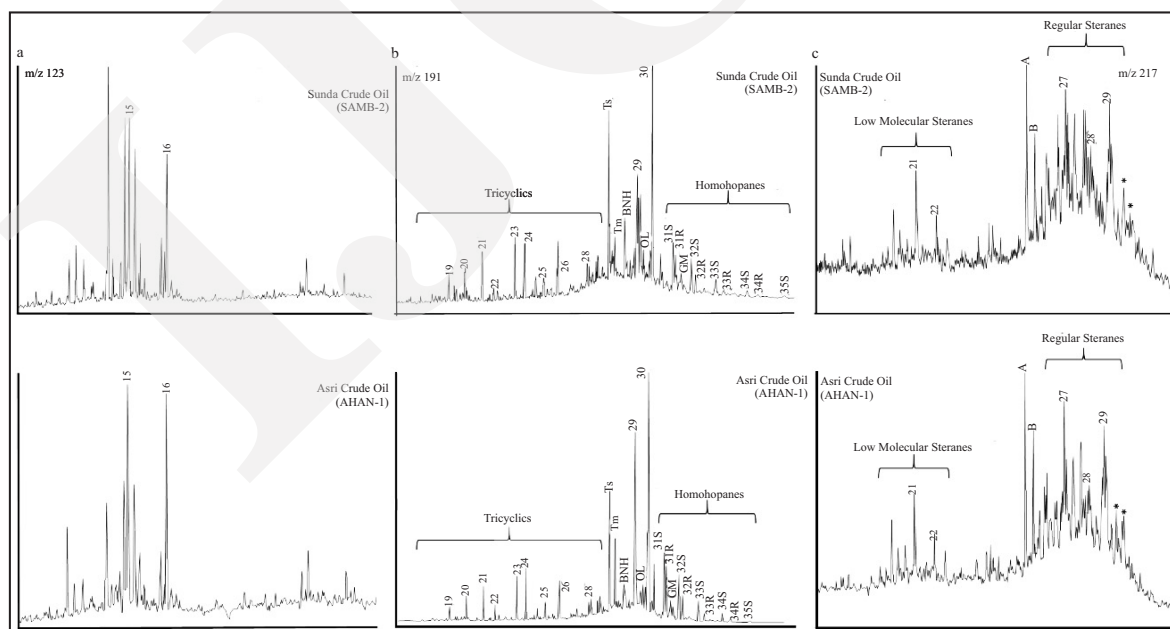 a
m/z 123
Sunda Crude Oil
(SAMB-2)
15
16
b
m/z 191
Sunda Crude Oil
(SAMB-2)
Tricyclics
Homohopanes
19
20
21
22
23
24
25
26
28
Ts
Tm
BNH
29
OL
30
31S
31R
GM
32S
32R
33S
33R
34S
34R
35S
c
m/z 217
Sunda Crude Oil
(SAMB-2)
Low Molecular Steranes
Regular Steranes
21
22
A
B
27
28
29
*
*
Asri Crude Oil
(AHAN-1)
15
16
Asri Crude Oil
(AHAN-1)
Tricyclics
Homohopanes
19
20
21
22
23
24
25
26
28
Ts
Tm
BNH
29
OL
30
31S
31R
GM
32S
32R
33S
33R
34S
34R
35S
Asri Crude Oil
(AHAN-1)
Low Molecular Steranes
Regular Steranes
21
22
A
B
27
28
29
*
*